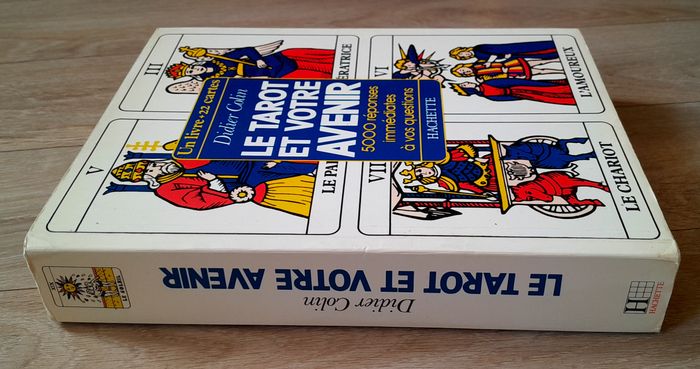 III
L'IMPÉRATRICE
VI
L'AMOUREUX
Un livre + 22 cartes
Didier Colin
LE TAROT
ET VOTRE
AVENIR
5000 réponses
immédiates
à vos questions
HACHETTE
V
LE PA
VII
LE CHARIOT
LE TAROT ET VOTRE AVENIR
Didier Colin
HACHETTE